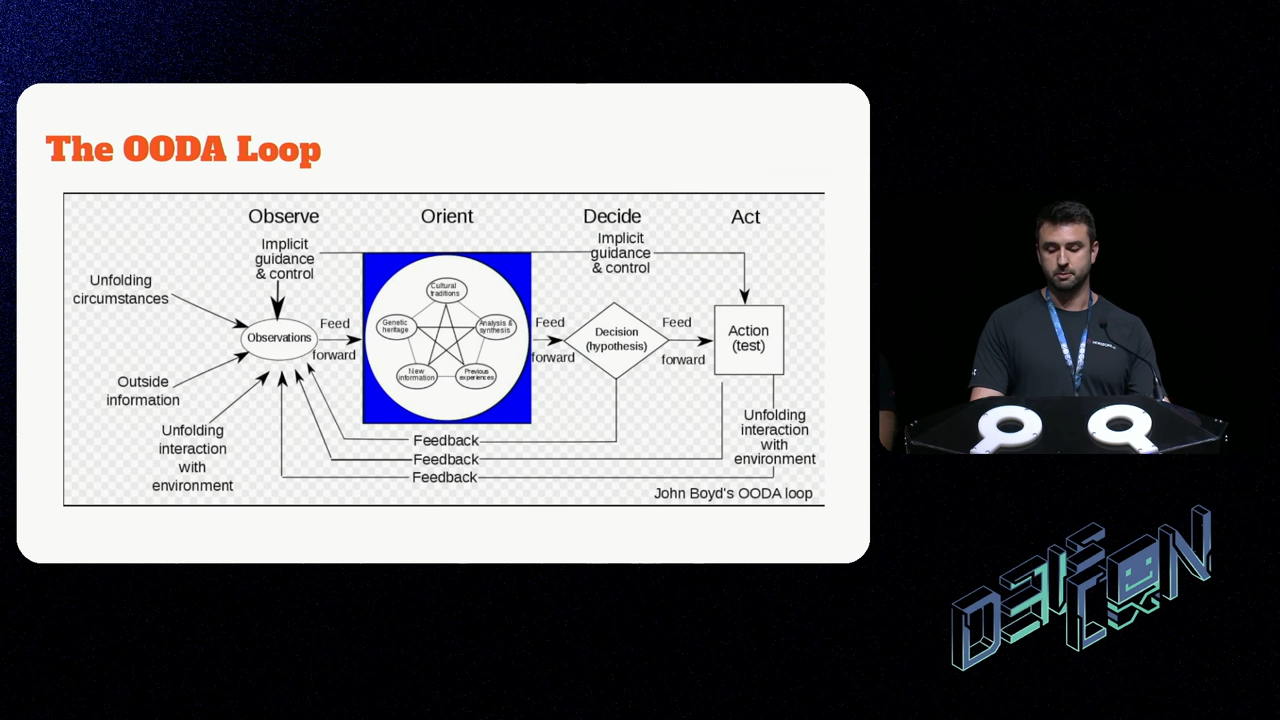 The OODA Loop
Observe
Orient
Decide
Act
Implicit
guidance
& control
Implicit
guidance
& control
Unfolding
circumstances
Cultural
traditions
Genetic
heritage
Analysis &
synthesis
New
information
Previous
experiences
Observations
Feed
forward
Feed
forward
Decision
(hypothesis)
Feed
forward
Action
(test)
Outside
information
Unfolding
interaction
with
environment
Unfolding
interaction
with
environment
Feedback
Feedback
Feedback
John Boyd's OODA loop
DEF CON